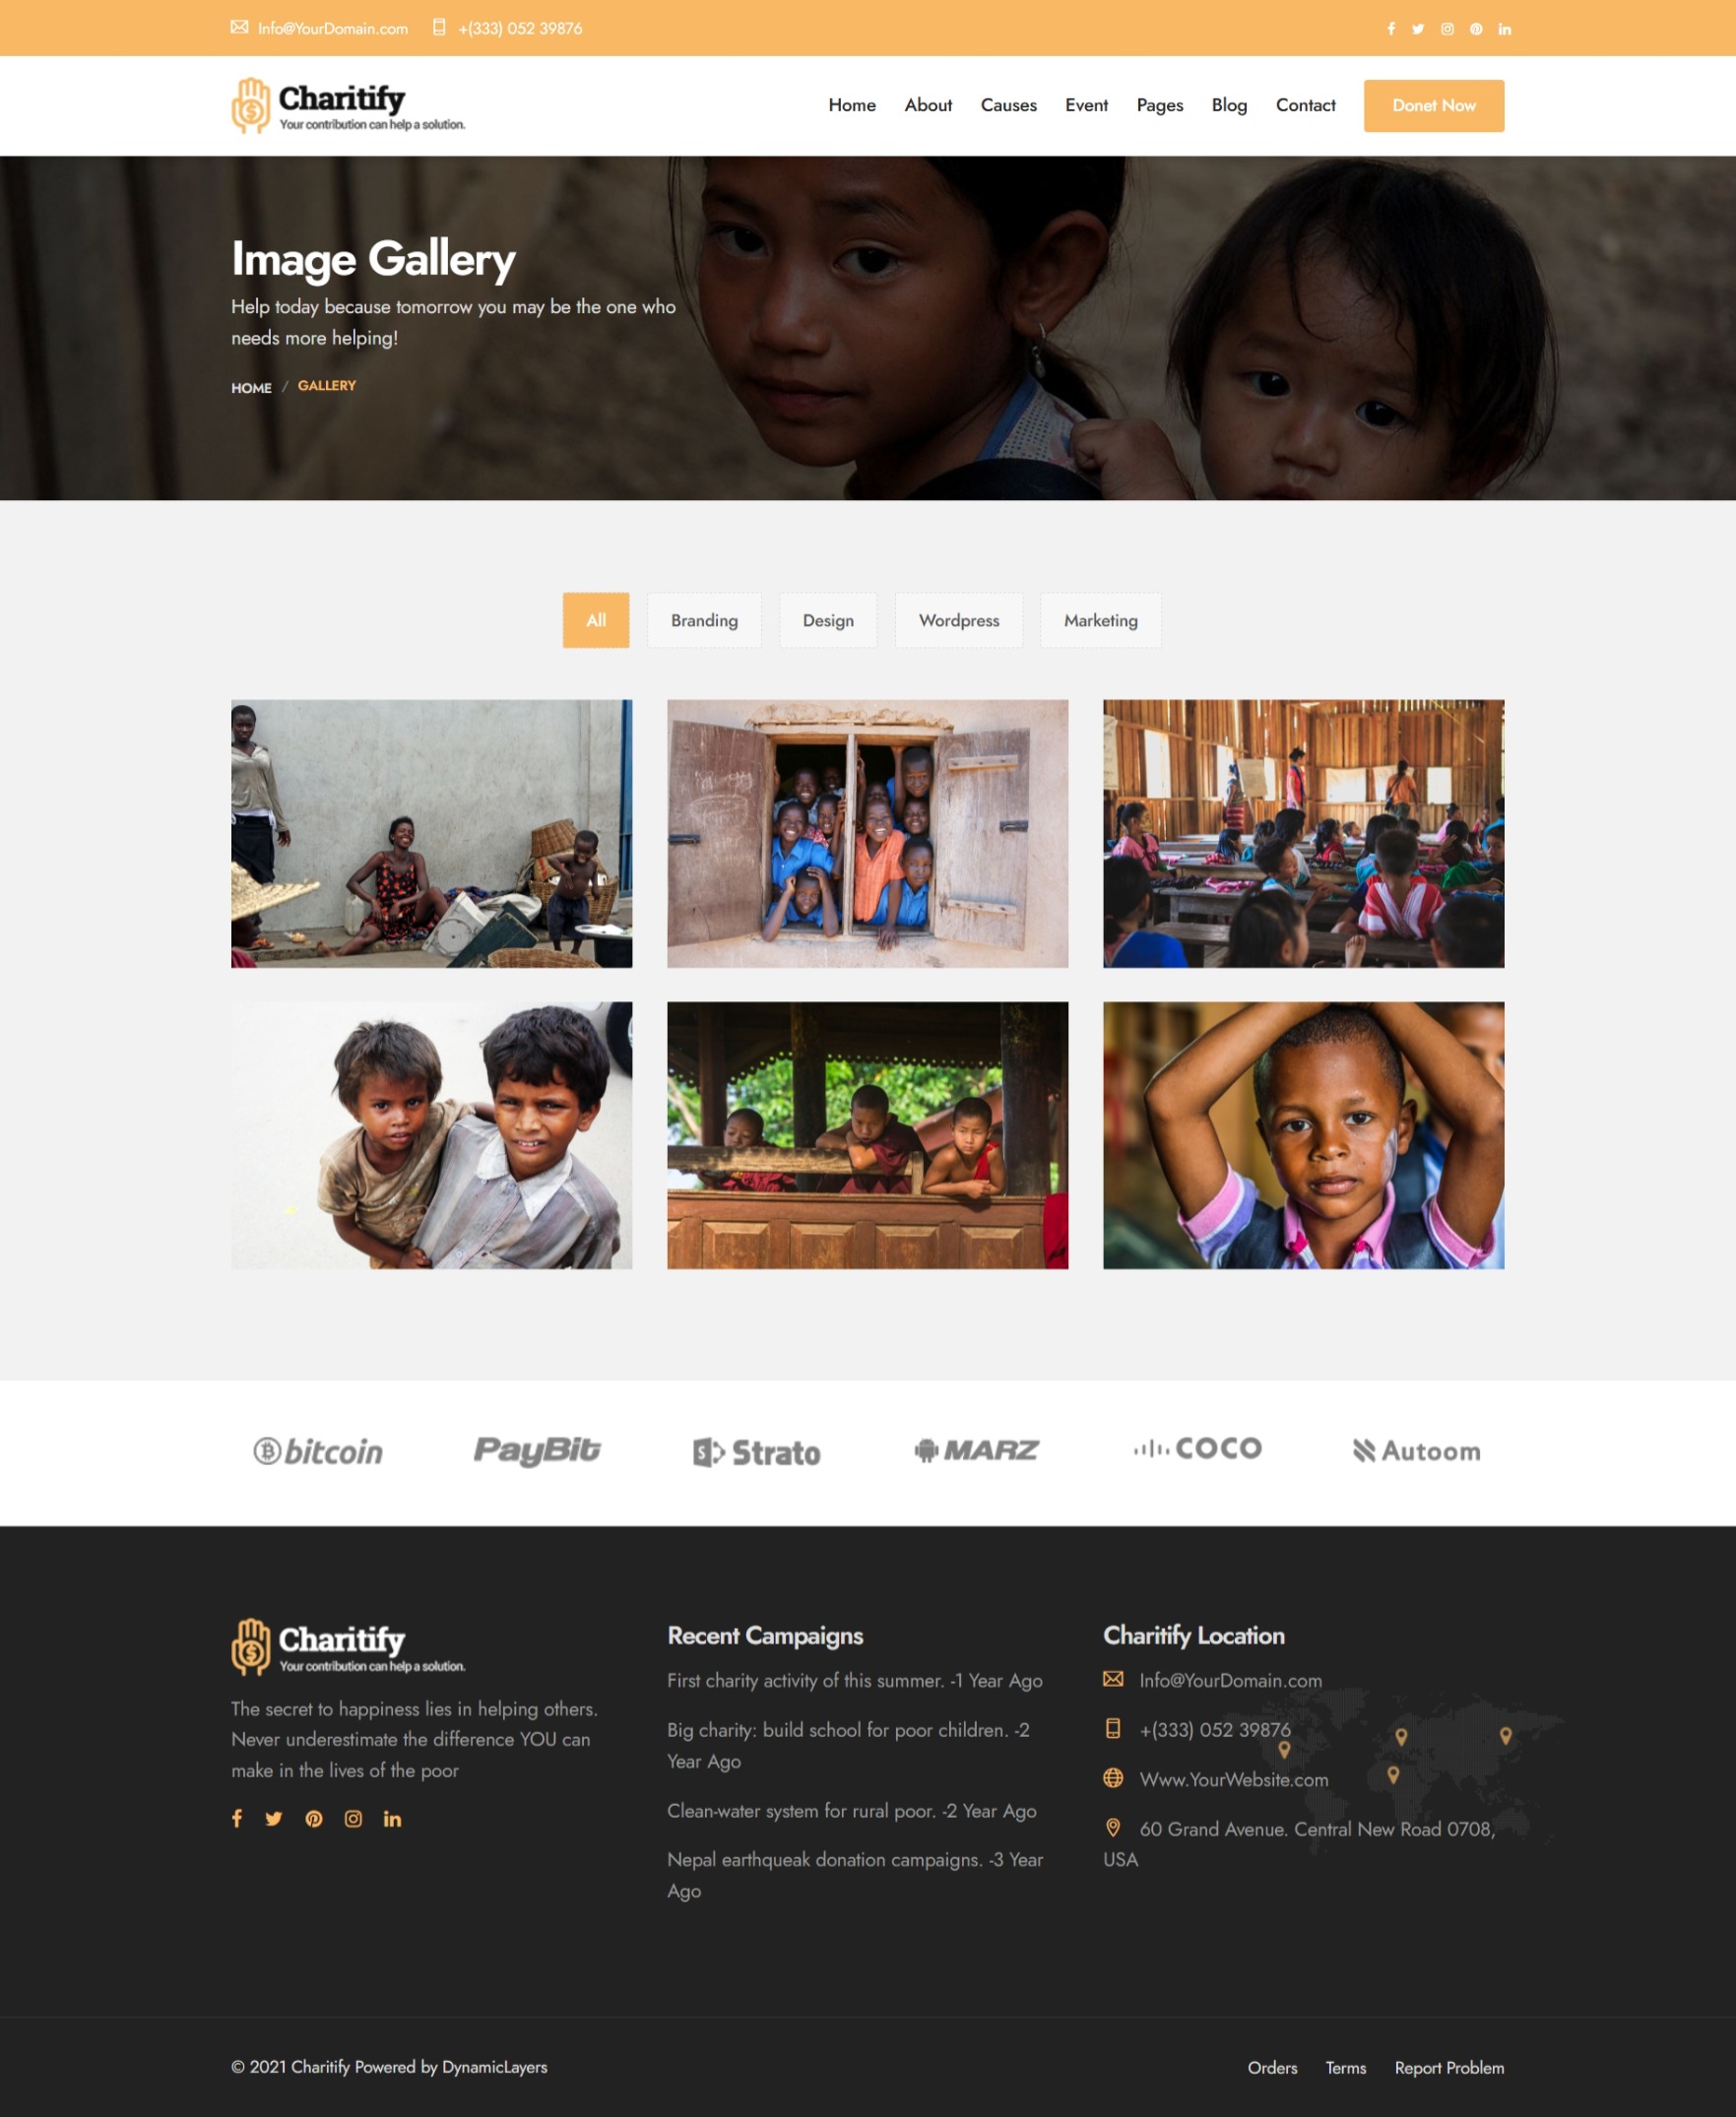 Info@YourDomain.com +(333) 052 39876
Charitify
Your contribution can help a solution.
Home About Causes Event Pages Blog Contact Donet Now
Image Gallery
Help today because tomorrow you may be the one who
needs more helping!
HOME / GALLERY
All Branding Design Wordpress Marketing
bitcoin PayBit Strato MARZ COCO Autoom
Charitify
Your contribution can help a solution.
The secret to happiness lies in helping others.
Never underestimate the difference YOU can
make in the lives of the poor
Recent Campaigns
First charity activity of this summer. -1 Year Ago
Big charity: build school for poor children. -2
Year Ago
Clean-water system for rural poor. -2 Year Ago
Nepal earthqueak donation campaigns. -3 Year
Ago
Charitify Location
Info@YourDomain.com
+(333) 052 39876
Www.YourWebsite.com
60 Grand Avenue. Central New Road 0708,
USA
© 2021 Charitify Powered by DynamicLayers
Orders Terms Report Problem